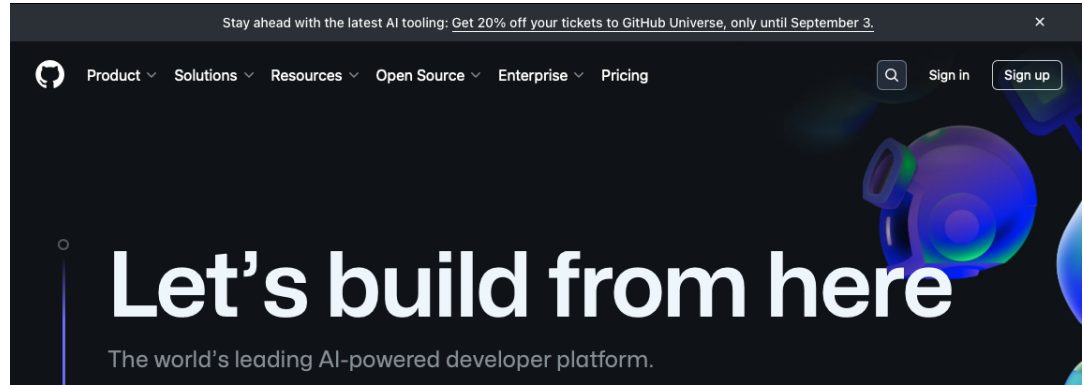 Stay ahead with the latest AI tooling: Get 20% off your tickets to GitHub Universe, only until September 3.
Product Solutions Resources Open Source Enterprise Pricing Sign in Sign up
Let’s build from here
The world’s leading AI-powered developer platform.